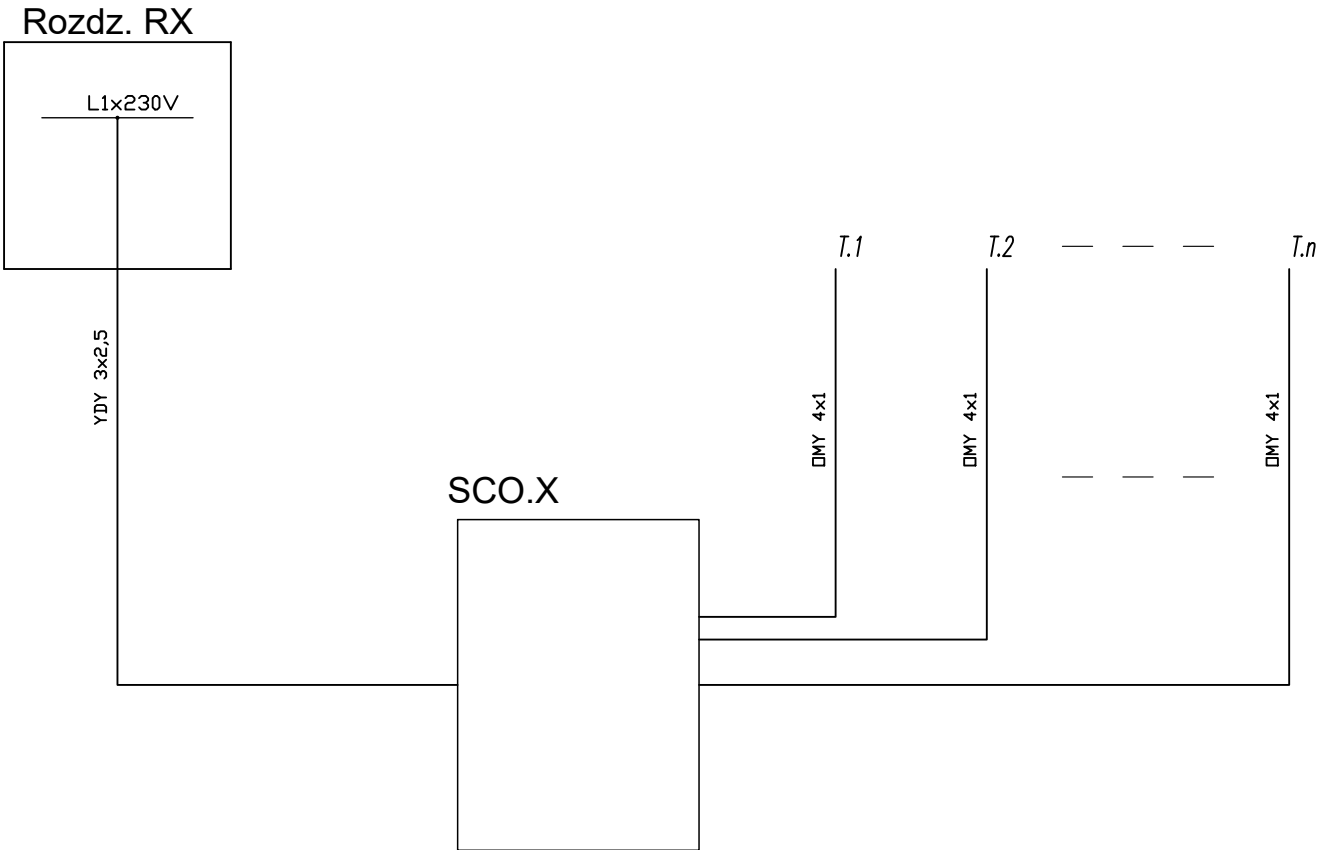 Rozdz. RX
L1x230V
T.1
T.2
T.n
YDY 3x2,5
OMY 4x1
OMY 4x1
OMY 4x1
SCO.X